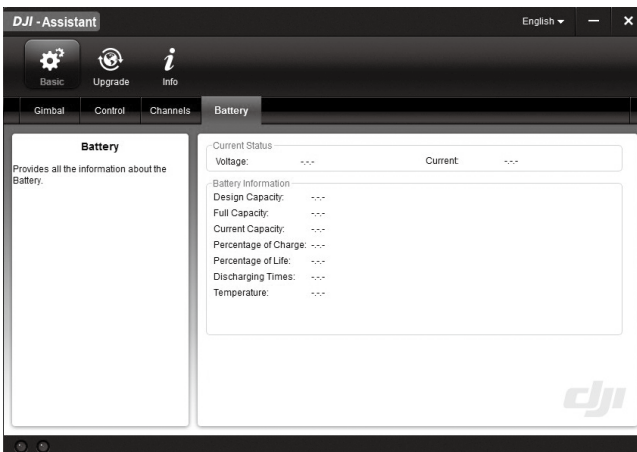 DJI - Assistant
English
Basic
Upgrade
Info
Gimbal
Control
Channels
Battery
Battery
Provides all the information about the
Battery.
Current Status
Voltage: -.-.- Current: -.-.-
Battery Information
Design Capacity: -.-.-
Full Capacity: -.-.-
Current Capacity: -.-.-
Percentage of Charge: -.-.-
Percentage of Life: -.-.-
Discharging Times: -.-.-
Temperature: -.-.-
dji